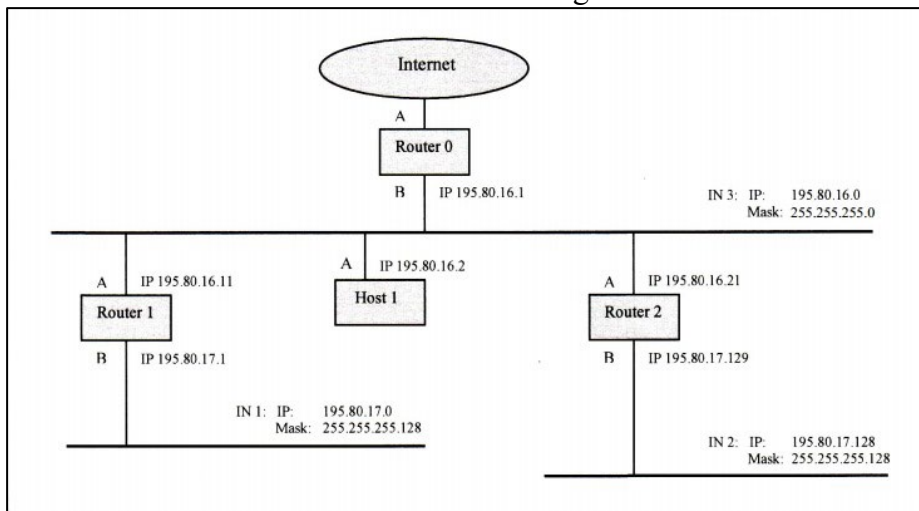 Internet
A
Router 0
B IP 195.80.16.1
IN 3: IP: 195.80.16.0
Mask: 255.255.255.0
A IP 195.80.16.11
Router 1
B IP 195.80.17.1
A IP 195.80.16.2
Host 1
A IP 195.80.16.21
Router 2
B IP 195.80.17.129
IN 1: IP: 195.80.17.0
Mask: 255.255.255.128
IN 2: IP: 195.80.17.128
Mask: 255.255.255.128